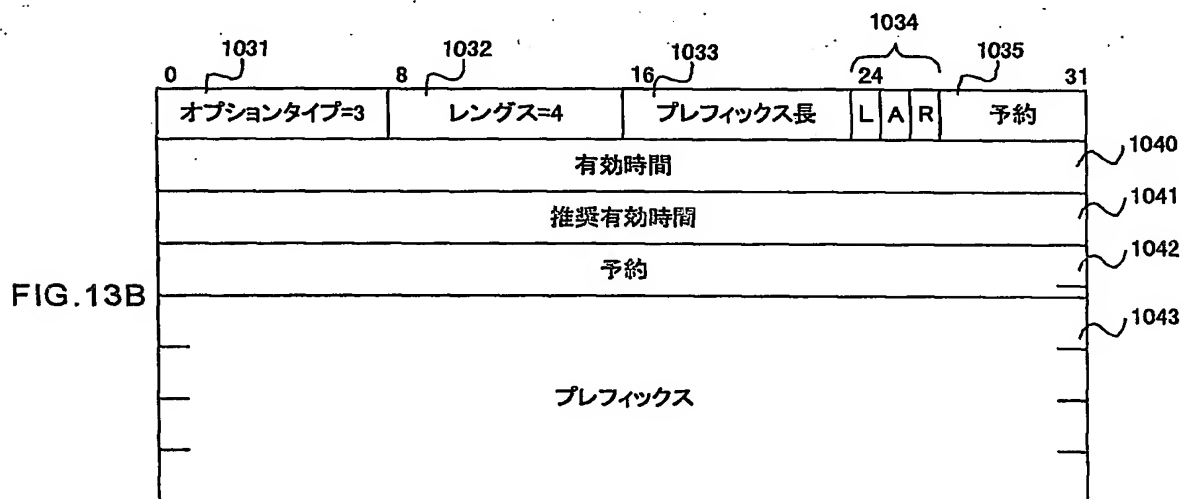 1034
1031 1032 1033 1035
0 8 16 24 31
オプションタイプ=3 レングス=4 プレフィックス長 L A R 予約
有効時間 1040
推奨有効時間 1041
予約 1042
FIG.13B
1043
プレフィックス